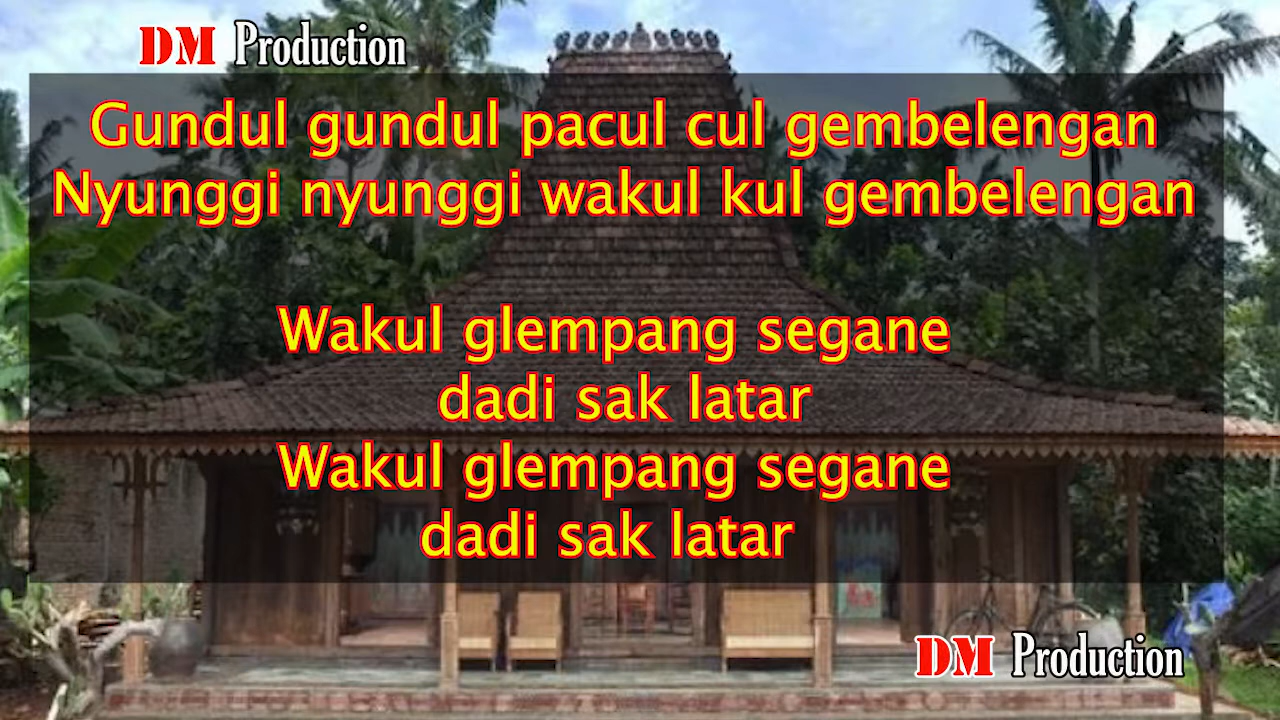 DM Production
Gundul gundul pacul cul gembelengan
Nyunggi nyunggi wakul kul gembelengan
Wakul glempang segane
dadi sak latar
Wakul glempang segane
dadi sak latar
DM Production